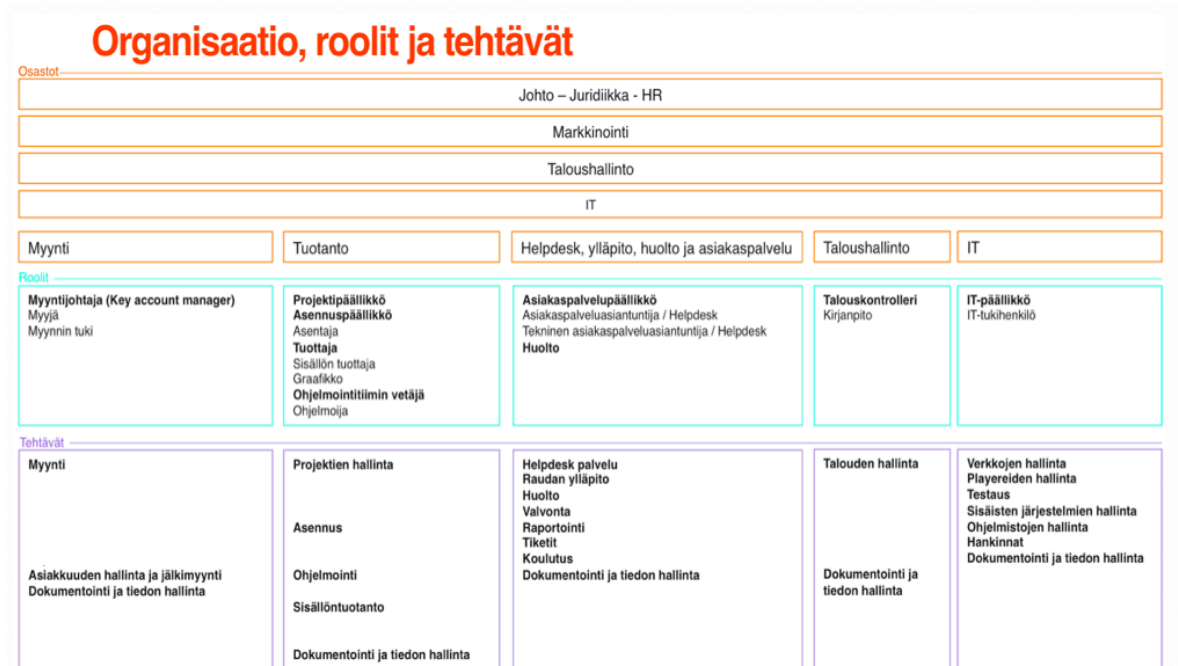 Organisaatio, roolit ja tehtävät
Osastot
Johto – Juridiikka - HR
Markkinointi
Taloushallinto
IT
Myynti
Tuotanto
Helpdesk, ylläpito, huolto ja asiakaspalvelu
Taloushallinto
IT
Roolit
Myyntijohtaja (Key account manager)
Myyjä
Myynnin tuki
Projektipäällikkö
Asennuspäällikkö
Asentaja
Tuottaja
Sisällön tuottaja
Graafikko
Ohjelmointitiimin vetäjä
Ohjelmoija
Asiakaspalvelupäällikkö
Asiakaspalveluasiantuntija / Helpdesk
Tekninen asiakaspalveluasiantuntija / Helpdesk
Huolto
Talouskontrolleri
Kirjanpito
IT-päällikkö
IT-tukihenkilö
Tehtävät
Myynti
Asiakkuuden hallinta ja jälkimyynti
Dokumentointi ja tiedon hallinta
Projektien hallinta
Asennus
Ohjelmointi
Sisällöntuotanto
Dokumentointi ja tiedon hallinta
Helpdesk palvelu
Raudan ylläpito
Huolto
Valvonta
Raportointi
Tiketit
Koulutus
Dokumentointi ja tiedon hallinta
Talouden hallinta
Dokumentointi ja
tiedon hallinta
Verkkojen hallinta
Playereiden hallinta
Testaus
Sisäisten järjestelmien hallinta
Ohjelmistojen hallinta
Hankinnat
Dokumentointi ja tiedon hallinta